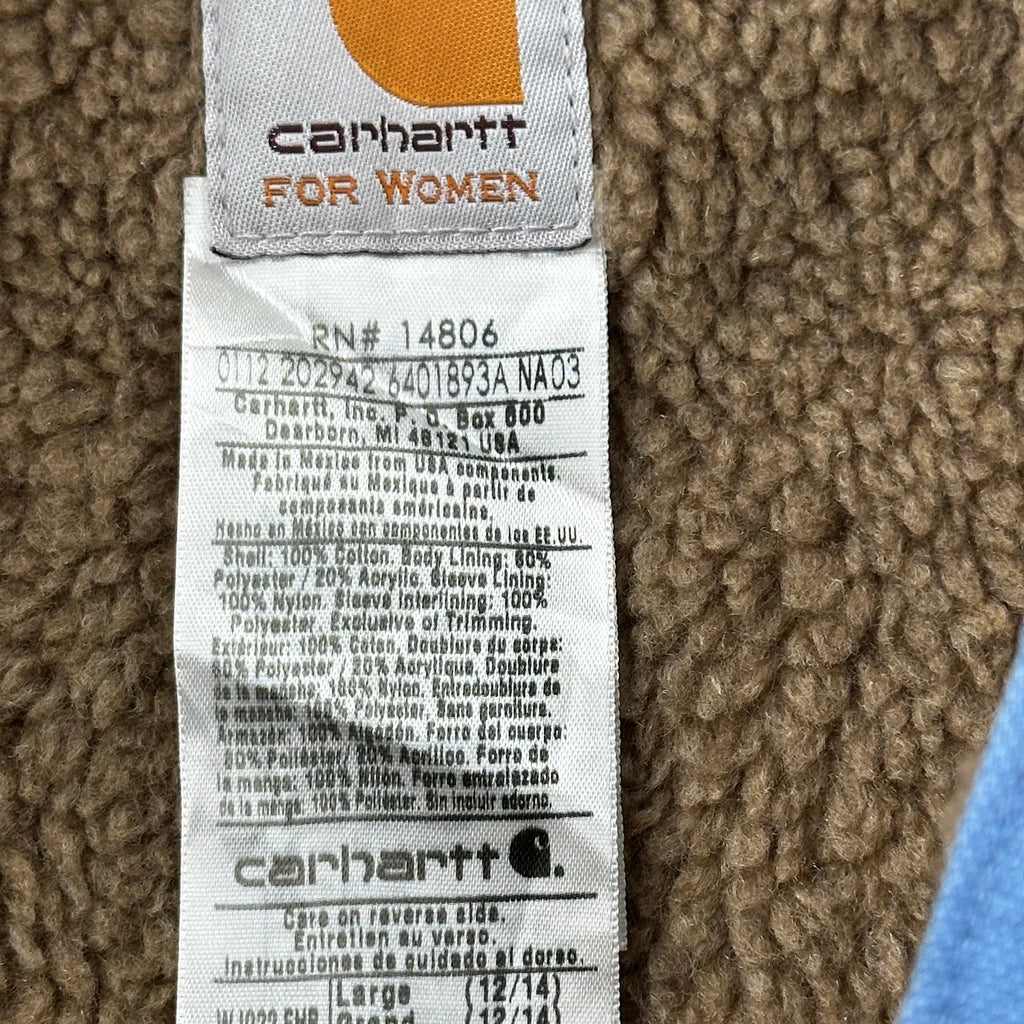 carhartt
FOR WOMEN
RN# 14806
0112 202942 6401893A NA03
Carhartt, Inc. P. O. Box 600
Dearborn, MI 48121 USA
Made in Mexico from USA components.
Fabriqué au Mexique à partir de
composants américains.
Hecho en México con componentes de los EE.UU.
Shell: 100% Cotton. Body Lining: 80%
Polyester / 20% Acrylic. Sleeve Lining:
100% Nylon. Sleeve Interlining: 100%
Polyester. Exclusive of Trimming.
Extérieur: 100% Coton. Doublure du corps:
80% Polyester / 20% Acrylique. Doublure
de la manche: 100% Nylon. Entredoublure de
la manche: 100% Polyester. Sans garniture.
Armazón: 100% Algodón. Forro del cuerpo:
80% Poliéster / 20% Acrílico. Forro de
la manga: 100% Nilon. Forro entrelazado
de la manga: 100% Poliéster. Sin incluir adorno.
carhartt
Care on reverse side.
Entretien au verso.
Instrucciones de cuidado al dorso.
Large (12/14)
Grand (12/14)